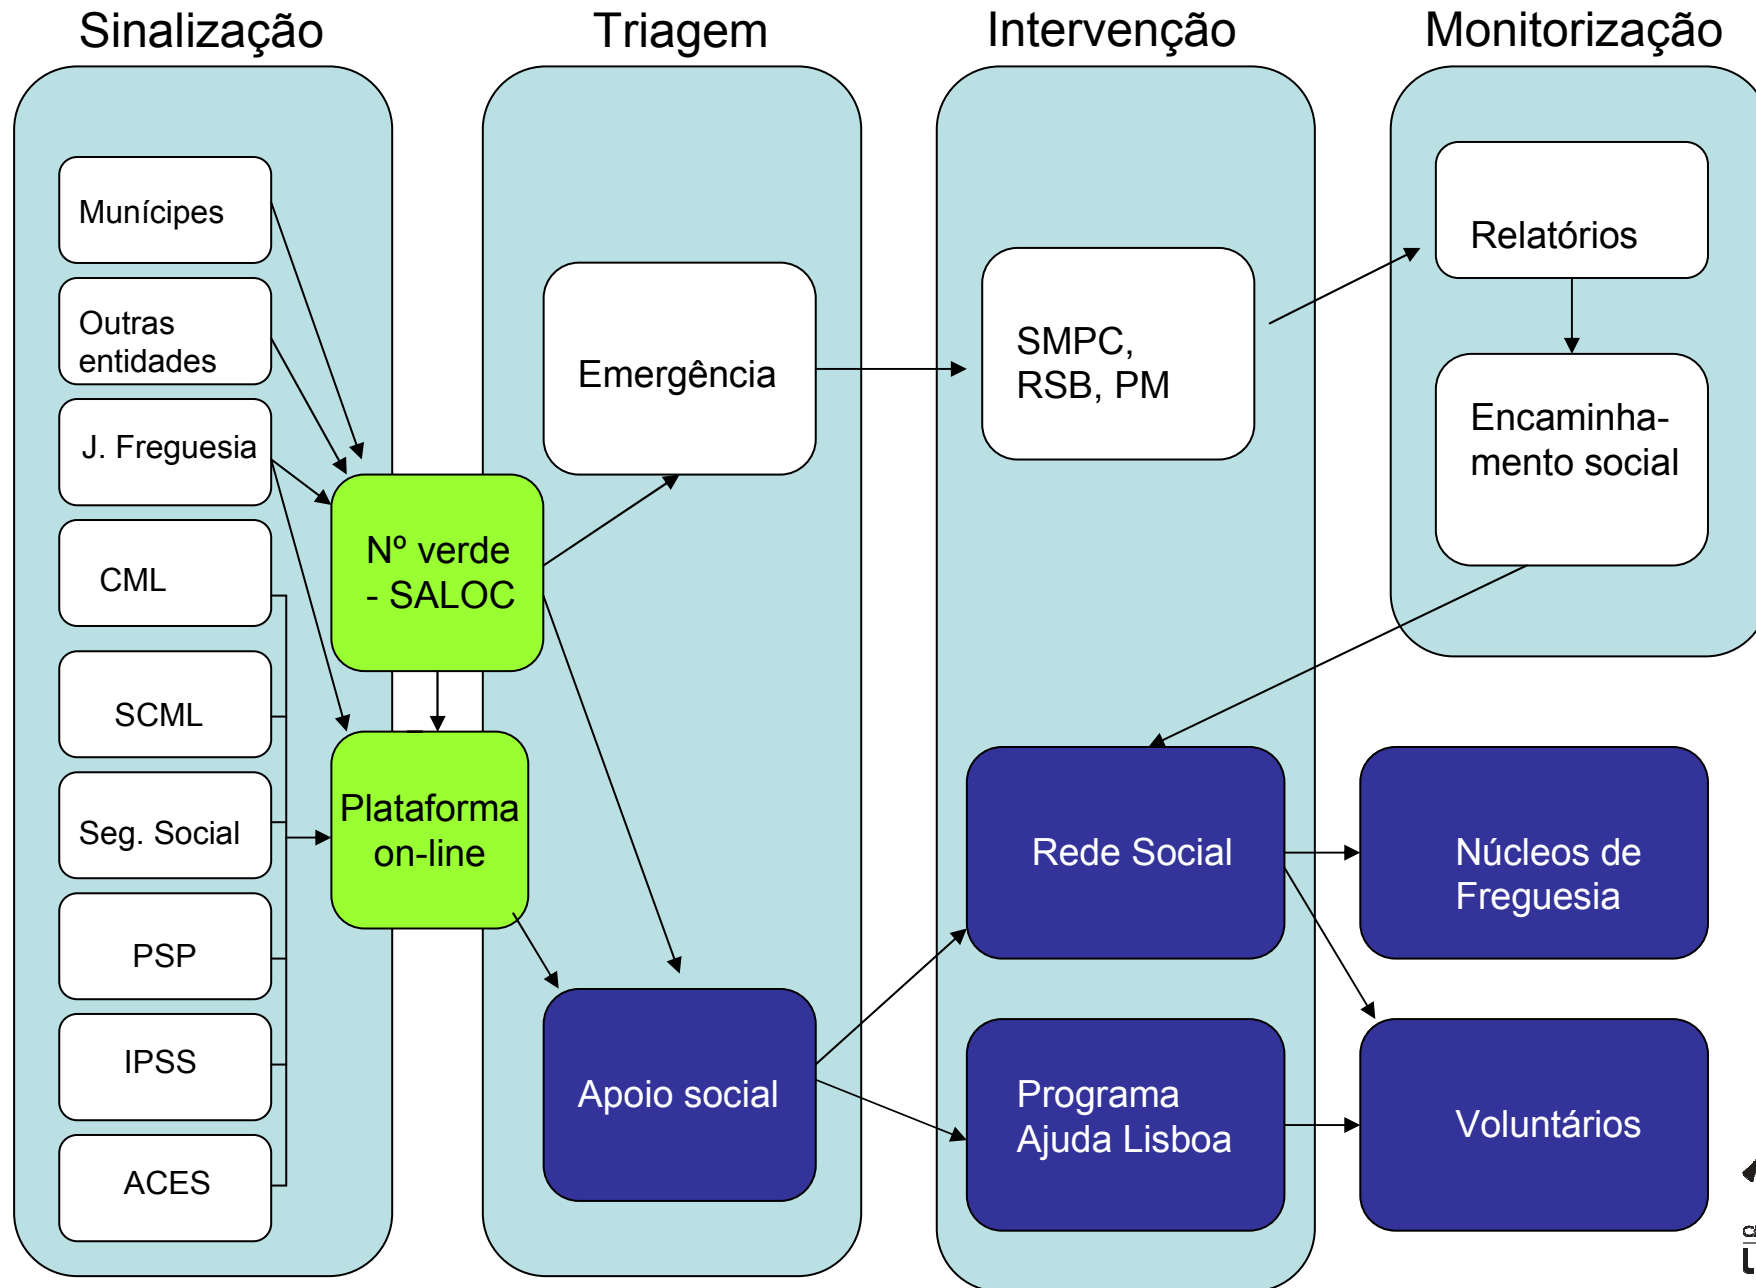 Sinalização
Triagem
Intervenção
Monitorização
Munícipes
Outras
entidades
J. Freguesia
CML
SCML
Seg. Social
PSP
IPSS
ACES
Nº verde
- SALOC
Plataforma
on-line
Emergência
Apoio social
SMPC,
RSB, PM
Rede Social
Programa
Ajuda Lisboa
Relatórios
Encaminha-
mento social
Núcleos de
Freguesia
Voluntários